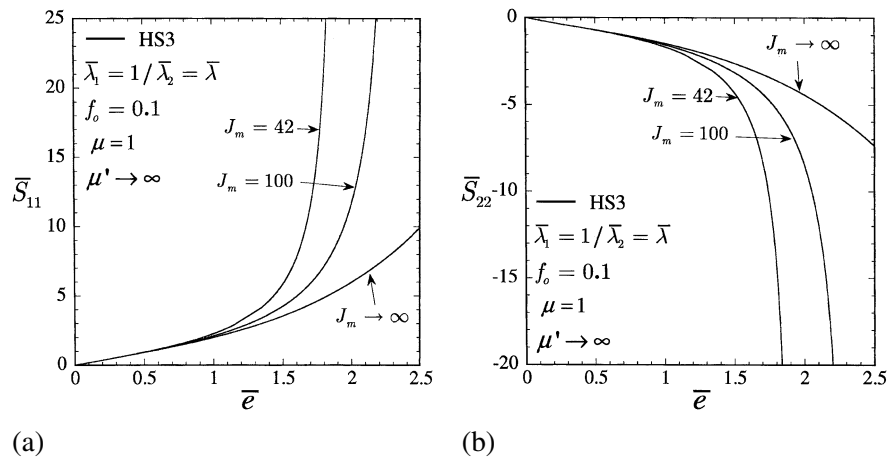 25
20
15
10
5
0
S̅₁₁
HS3
λ̅₁ = 1/λ̅₂ = λ̅
fₒ = 0.1
μ = 1
μ' → ∞
Jₘ = 42
Jₘ = 100
Jₘ → ∞
0 0.5 1 1.5 2 2.5
e̅
(a)
0
-5
-10
-15
-20
S̅₂₂
Jₘ → ∞
Jₘ = 42
Jₘ = 100
HS3
λ̅₁ = 1/λ̅₂ = λ̅
fₒ = 0.1
μ = 1
μ' → ∞
0 0.5 1 1.5 2 2.5
e̅
(b)